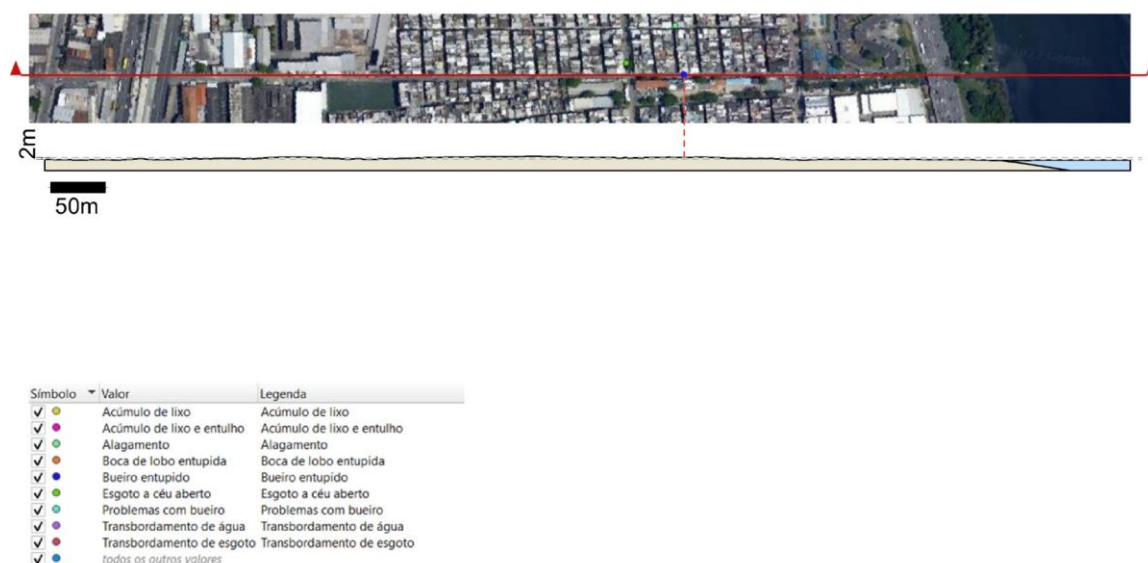 2m
50m
Símbolo Valor Legenda
Acúmulo de lixo Acúmulo de lixo
Acúmulo de lixo e entulho Acúmulo de lixo e entulho
Alagamento Alagamento
Boca de lobo entupida Boca de lobo entupida
Bueiro entupido Bueiro entupido
Esgoto a céu aberto Esgoto a céu aberto
Problemas com bueiro Problemas com bueiro
Transbordamento de água Transbordamento de água
Transbordamento de esgoto Transbordamento de esgoto
todos os outros valores